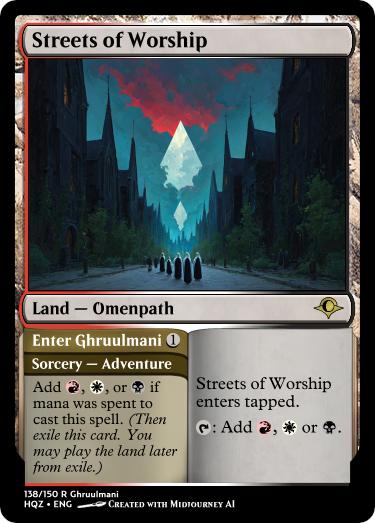 Streets of Worship
Land — Omenpath
Enter Ghruulmani 1
Sorcery — Adventure
Add R, W, or B if
mana was spent to
cast this spell. (Then
exile this card. You
may play the land later
from exile.)
Streets of Worship
enters tapped.
T: Add R, W or B.
138/150 R Ghruulmani
HQZ • ENG Created with Midjourney AI